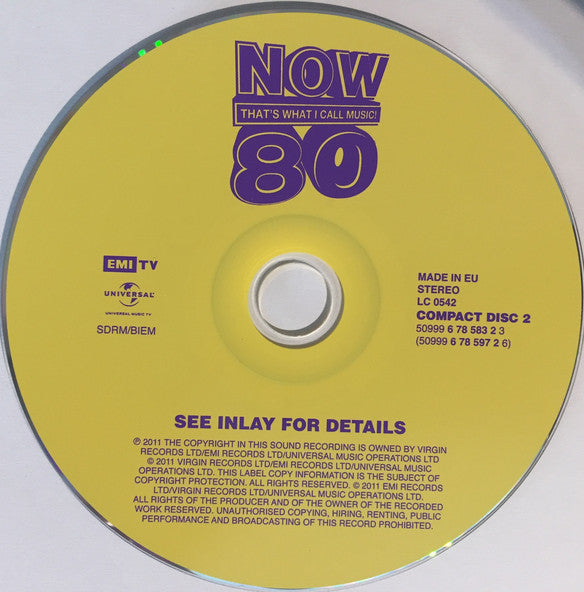 NOW
THAT'S WHAT I CALL MUSIC!
80
EMI TV
UNIVERSAL
UNIVERSAL MUSIC TV
SDRM/BIEM
MADE IN EU
STEREO
LC 0542
COMPACT DISC 2
50999 6 78 583 2 3
(50999 6 78 597 2 6)
SEE INLAY FOR DETAILS
℗ 2011 THE COPYRIGHT IN THIS SOUND RECORDING IS OWNED BY VIRGIN
RECORDS LTD/EMI RECORDS LTD/UNIVERSAL MUSIC OPERATIONS LTD
© 2011 VIRGIN RECORDS LTD/EMI RECORDS LTD/UNIVERSAL MUSIC
OPERATIONS LTD. THIS LABEL COPY INFORMATION IS THE SUBJECT OF
COPYRIGHT PROTECTION. ALL RIGHTS RESERVED. © 2011 EMI RECORDS
LTD/VIRGIN RECORDS LTD/UNIVERSAL MUSIC OPERATIONS LTD.
ALL RIGHTS OF THE PRODUCER AND OF THE OWNER OF THE RECORDED
WORK RESERVED. UNAUTHORISED COPYING, HIRING, RENTING, PUBLIC
PERFORMANCE AND BROADCASTING OF THIS RECORD PROHIBITED.